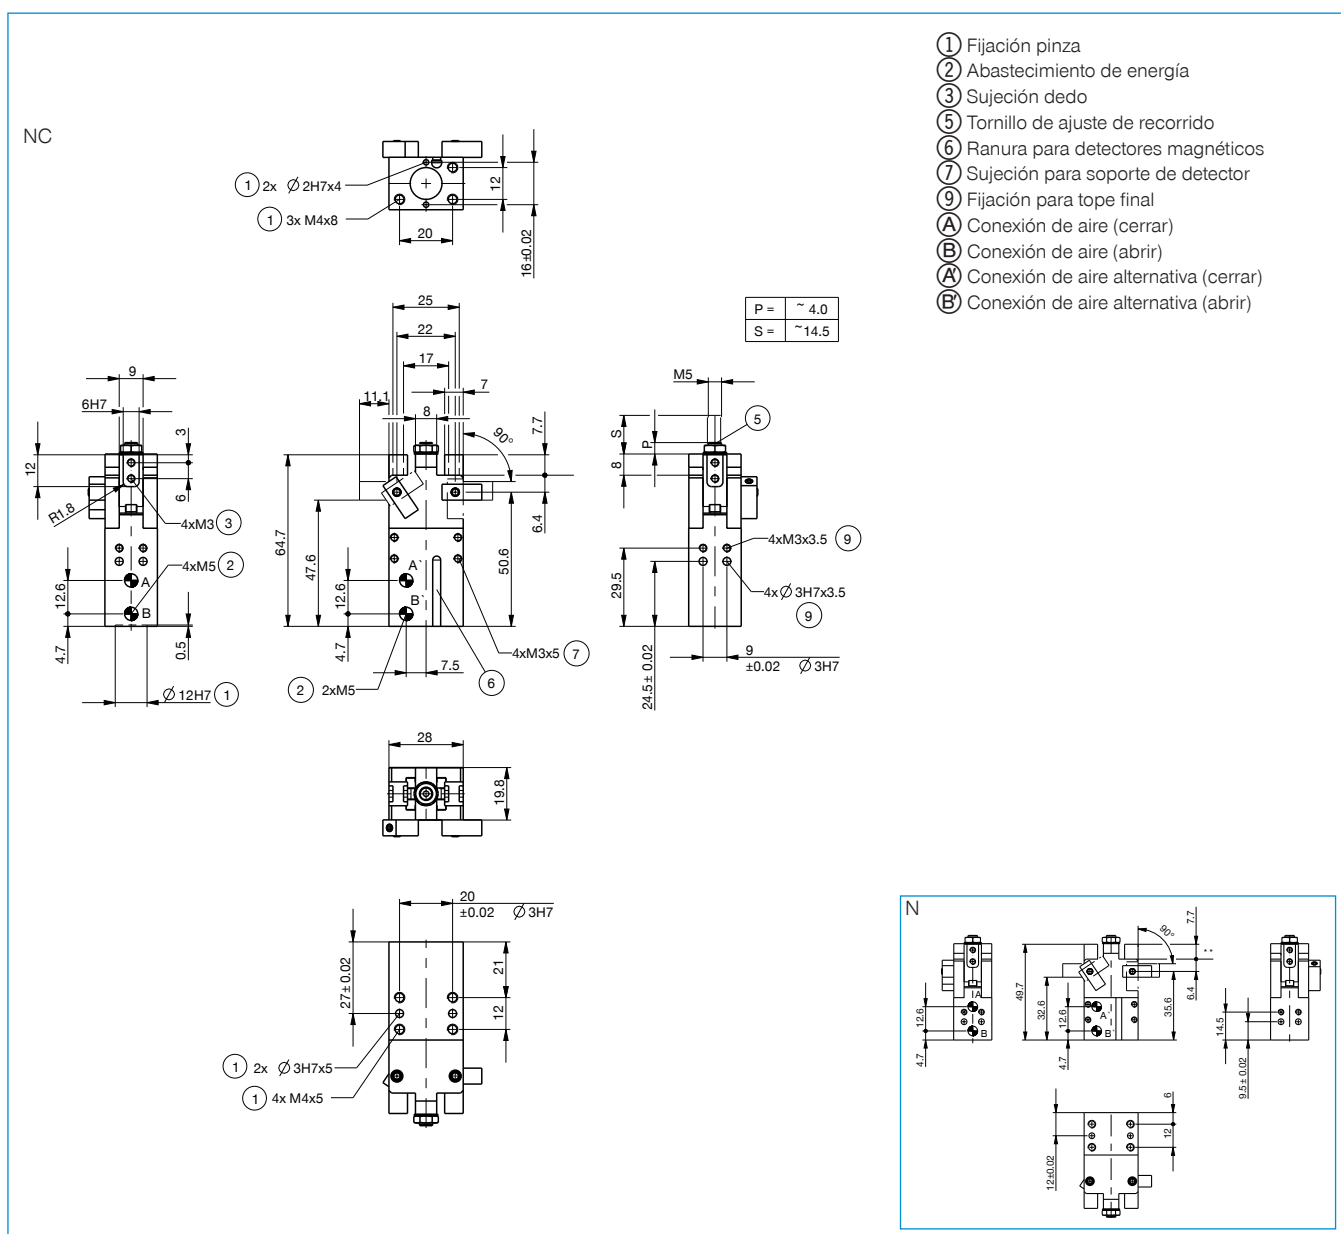 ① Fijación pinza
② Abastecimiento de energía
③ Sujeción dedo
⑤ Tornillo de ajuste de recorrido
⑥ Ranura para detectores magnéticos
⑦ Sujeción para soporte de detector
⑨ Fijación para tope final
Ⓐ Conexión de aire (cerrar)
Ⓑ Conexión de aire (abrir)
A' Conexión de aire alternativa (cerrar)
B' Conexión de aire alternativa (abrir)
NC
① 2x Ø 2H7x4
① 3x M4x8
20
12
16±0.02
P = ~ 4.0
S = ~14.5
9
6H7
3
12
6
R1.8
4xM3 ③
4xM5 ②
A
B
12.6
4.7
0.5
Ø 12H7 ①
25
22
17
7
11.1
8
90°
7.7
6.4
64.7
47.6
50.6
12.6
4.7
A`
B`
7.5
② 2xM5
⑥
4xM3x5 ⑦
M5
⑤
S
P
8
4xM3x3.5 ⑨
4x Ø 3H7x3.5
⑨
29.5
24.5± 0.02
9
±0.02 Ø 3H7
28
19.8
20
±0.02 Ø 3H7
27± 0.02
21
12
① 2x Ø 3H7x5
① 4x M4x5
N
A
B
12.6
4.7
90°
7.7
6.4
49.7
32.6
12.6
4.7
35.6
A`
B`
14.5
9.5± 0.02
6
12
12±0.02